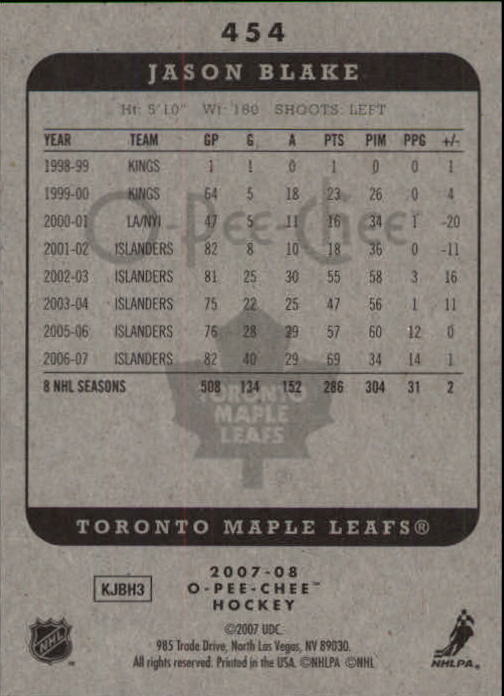 454
JASON BLAKE
Ht: 5'10" Wt: 180 SHOOTS: LEFT
YEAR TEAM GP G A PTS PIM PPG +/-
1998-99 KINGS 1 1 0 1 0 0 1
1999-00 KINGS 64 5 18 23 26 0 4
2000-01 LA/NYI 47 5 11 16 34 1 -20
2001-02 ISLANDERS 82 8 10 18 36 0 -11
2002-03 ISLANDERS 81 25 30 55 58 3 16
2003-04 ISLANDERS 75 22 25 47 56 1 11
2005-06 ISLANDERS 76 28 29 57 60 12 0
2006-07 ISLANDERS 82 40 29 69 34 14 1
8 NHL SEASONS 508 134 152 286 304 31 2
O-PEE-CHEE
TORONTO
MAPLE
LEAFS
TORONTO MAPLE LEAFS®
2007-08
KJBH3 O-PEE-CHEE™
HOCKEY
©2007 UDC.
985 Trade Drive, North Las Vegas, NV 89030.
All rights reserved. Printed in the USA. ©NHLPA ©NHL
NHL
NHLPA